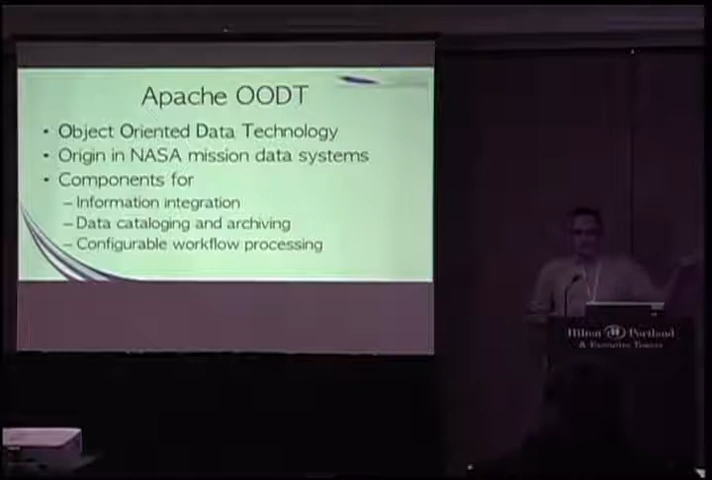 Apache OODT
• Object Oriented Data Technology
• Origin in NASA mission data systems
• Components for
– Information integration
– Data cataloging and archiving
– Configurable workflow processing
Hilton Portland
& Executive Tower